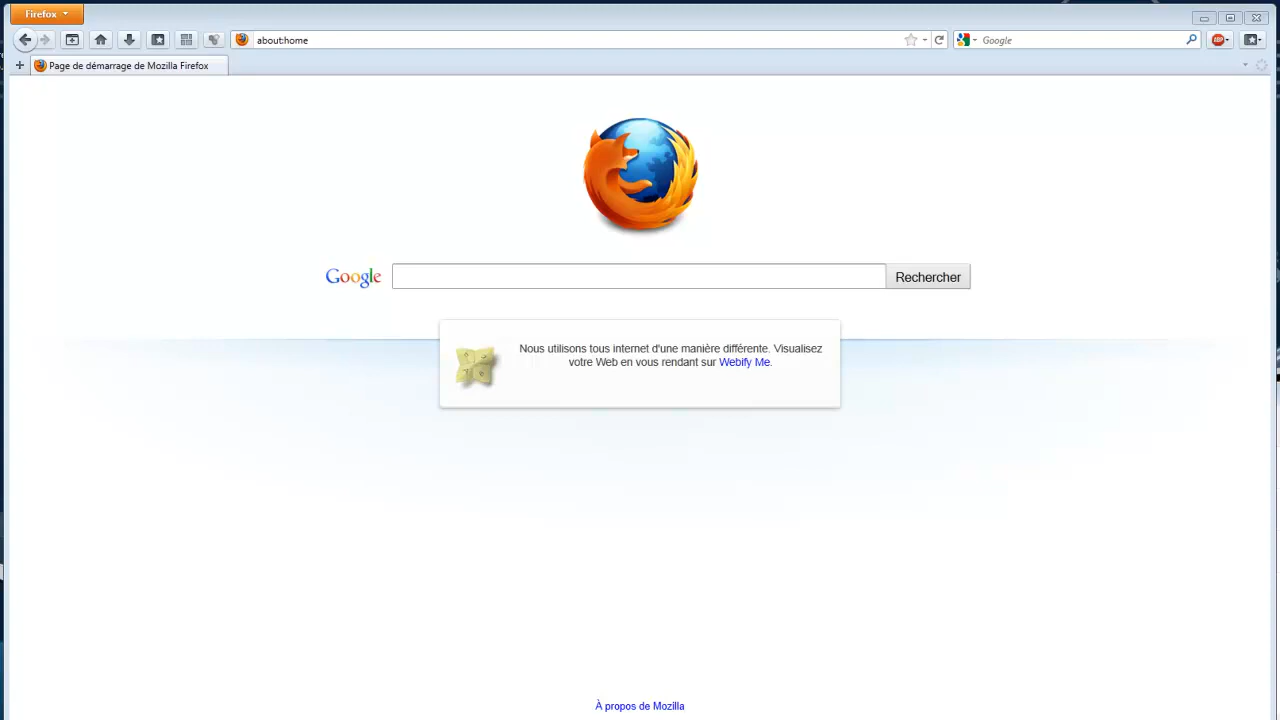 Firefox
about:home
Google
ABP
Page de démarrage de Mozilla Firefox
Google
Rechercher
Nous utilisons tous internet d'une manière différente. Visualisez
votre Web en vous rendant sur Webify Me.
À propos de Mozilla